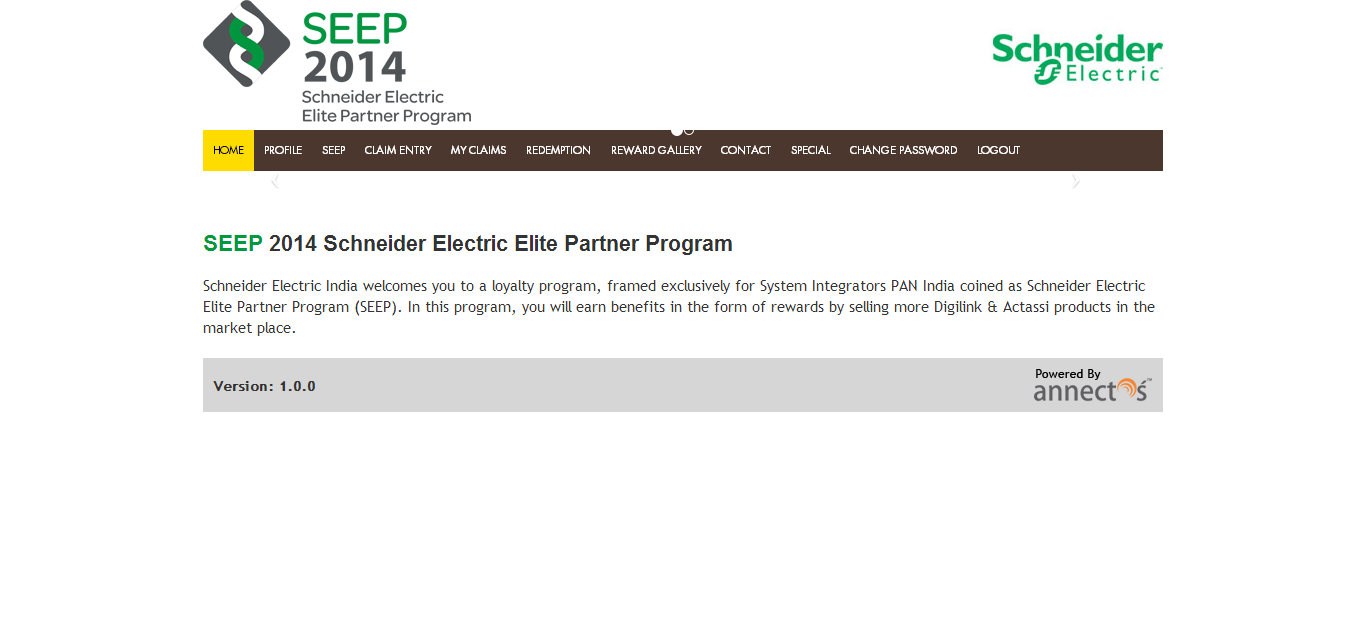 SEEP
2014
Schneider Electric
Elite Partner Program
Schneider
Electric
HOME PROFILE SEEP CLAIM ENTRY MY CLAIMS REDEMPTION REWARD GALLERY CONTACT SPECIAL CHANGE PASSWORD LOGOUT
SEEP 2014 Schneider Electric Elite Partner Program
Schneider Electric India welcomes you to a loyalty program, framed exclusively for System Integrators PAN India coined as Schneider Electric
Elite Partner Program (SEEP). In this program, you will earn benefits in the form of rewards by selling more Digilink & Actassi products in the
market place.
Version: 1.0.0
Powered By
annectoś™